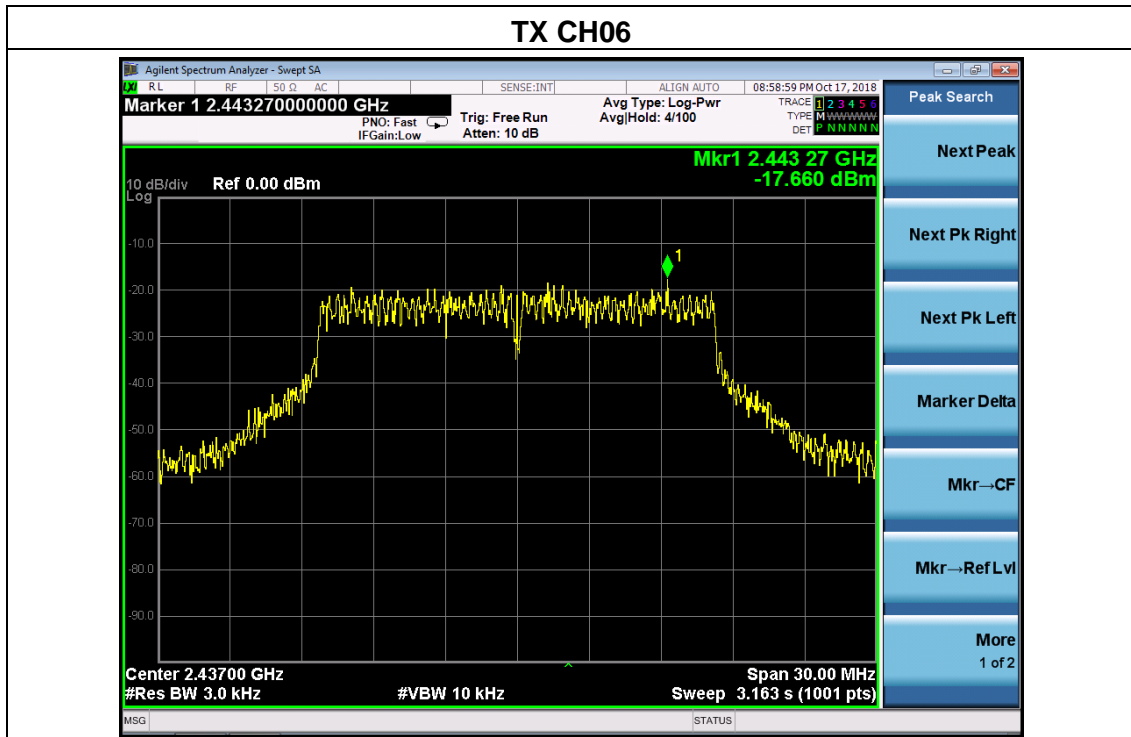 TX CH06
Agilent Spectrum Analyzer - Swept SA
LXI RL RF 50 Ω AC SENSE:INT ALIGN AUTO 08:58:59 PM Oct 17, 2018
Marker 1 2.443270000000 GHz
PNO: Fast
IFGain:Low
Trig: Free Run
Atten: 10 dB
Avg Type: Log-Pwr
Avg|Hold: 4/100
TRACE 1 2 3 4 5 6
TYPE M W W W W W
DET P N N N N N
Peak Search
Mkr1 2.443 27 GHz
-17.660 dBm
10 dB/div Ref 0.00 dBm
Log
-10.0
-20.0
-30.0
-40.0
-50.0
-60.0
-70.0
-80.0
-90.0
1
Center 2.43700 GHz
Span 30.00 MHz
#Res BW 3.0 kHz
#VBW 10 kHz
Sweep 3.163 s (1001 pts)
Next Peak
Next Pk Right
Next Pk Left
Marker Delta
Mkr→CF
Mkr→Ref Lvl
More
1 of 2
MSG
STATUS